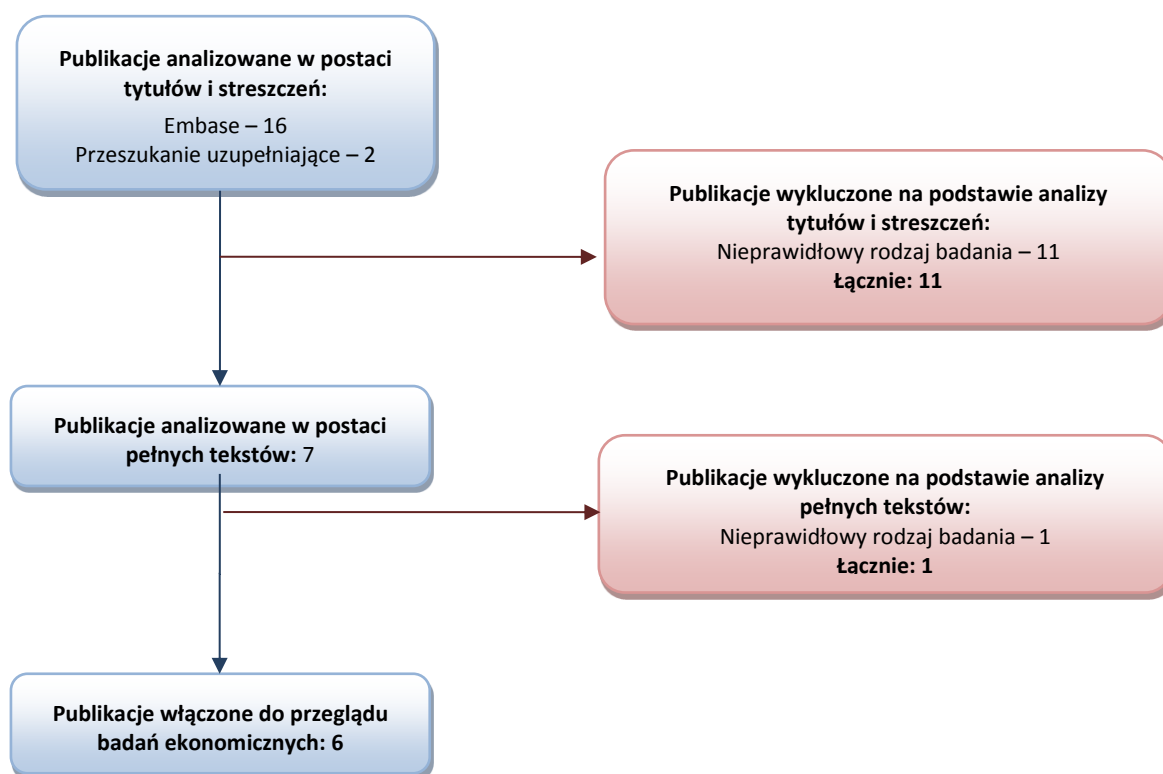 Publikacje analizowane w postaci
tytułów i streszczeń:
Embase – 16
Przeszukanie uzupełniające – 2
Publikacje wykluczone na podstawie analizy
tytułów i streszczeń:
Nieprawidłowy rodzaj badania – 11
Łącznie: 11
Publikacje analizowane w postaci
pełnych tekstów: 7
Publikacje wykluczone na podstawie analizy
pełnych tekstów:
Nieprawidłowy rodzaj badania – 1
Łącznie: 1
Publikacje włączone do przeglądu
badań ekonomicznych: 6